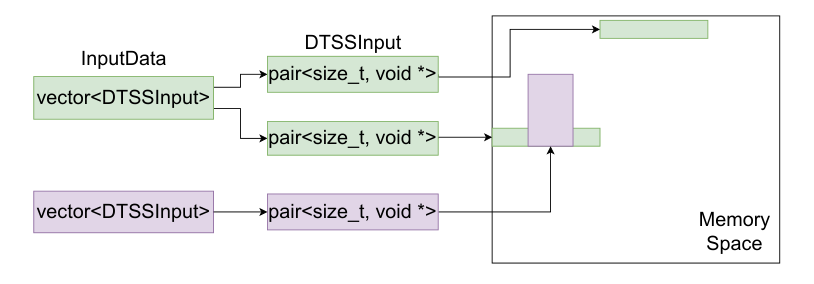 InputData
DTSSInput
vector<DTSSInput>
pair<size_t, void *>
pair<size_t, void *>
vector<DTSSInput>
pair<size_t, void *>
Memory
Space